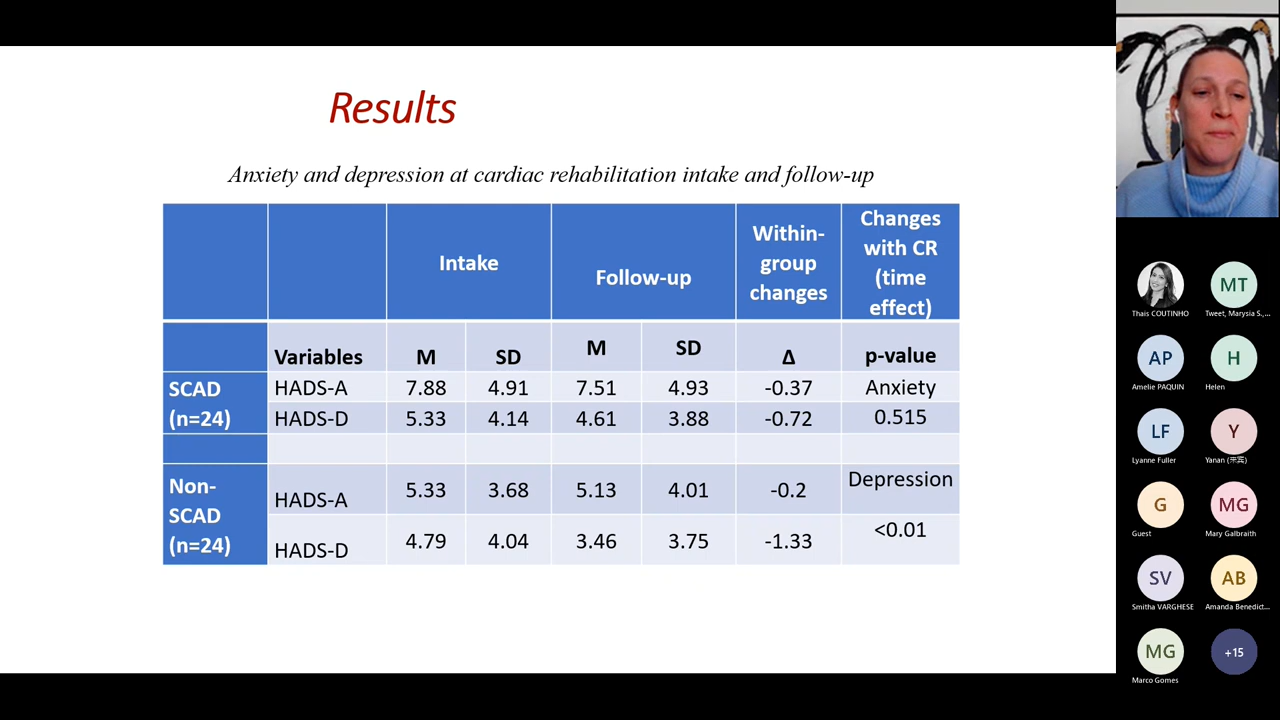 Results
Anxiety and depression at cardiac rehabilitation intake and follow-up
Intake
Follow-up
Within-
group
changes
Changes
with CR
(time
effect)
Variables M SD M SD Δ p-value
SCAD
(n=24)
HADS-A 7.88 4.91 7.51 4.93 -0.37 Anxiety
HADS-D 5.33 4.14 4.61 3.88 -0.72 0.515
Non-
SCAD
(n=24)
HADS-A 5.33 3.68 5.13 4.01 -0.2 Depression
HADS-D 4.79 4.04 3.46 3.75 -1.33 <0.01
Thais COUTINHO
MT
Tweet, Marysia S.,...
AP
Amelie PAQUIN
H
Helen
LF
Lyanne Fuller
Y
Yanan
G
Guest
MG
Mary Galbraith
SV
Smitha VARGHESE
AB
Amanda Benedict...
MG
Marco Gomes
+15